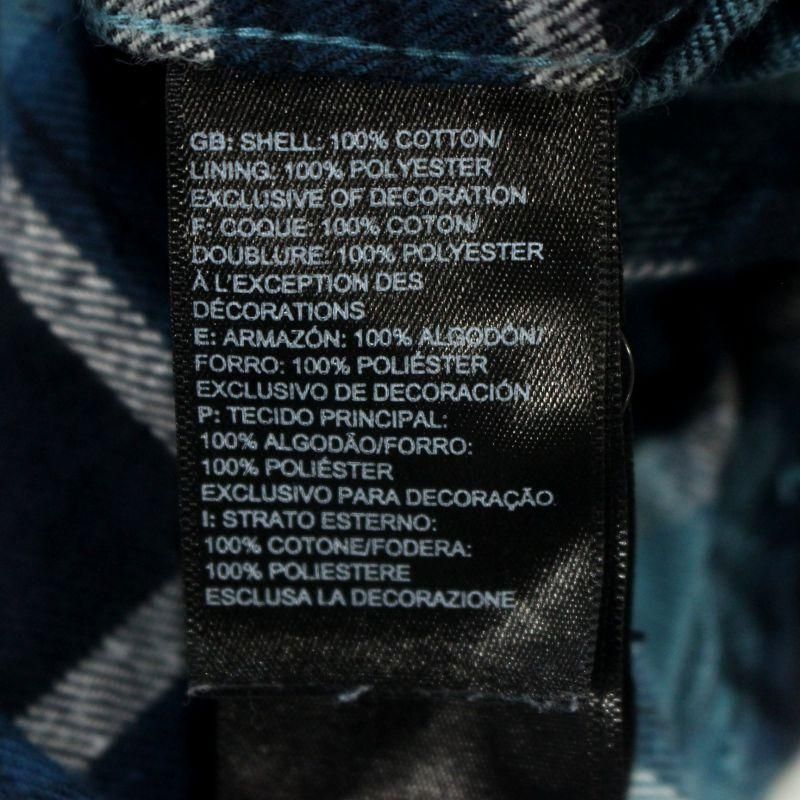 GB: SHELL: 100% COTTON/
LINING: 100% POLYESTER
EXCLUSIVE OF DECORATION
F: COQUE: 100% COTON/
DOUBLURE: 100% POLYESTER
À L'EXCEPTION DES
DÉCORATIONS
E: ARMAZÓN: 100% ALGODÓN/
FORRO: 100% POLIÉSTER
EXCLUSIVO DE DECORACIÓN
P: TECIDO PRINCIPAL:
100% ALGODÃO/FORRO:
100% POLIÉSTER
EXCLUSIVO PARA DECORAÇÃO
I: STRATO ESTERNO:
100% COTONE/FODERA:
100% POLIESTERE
ESCLUSA LA DECORAZIONE